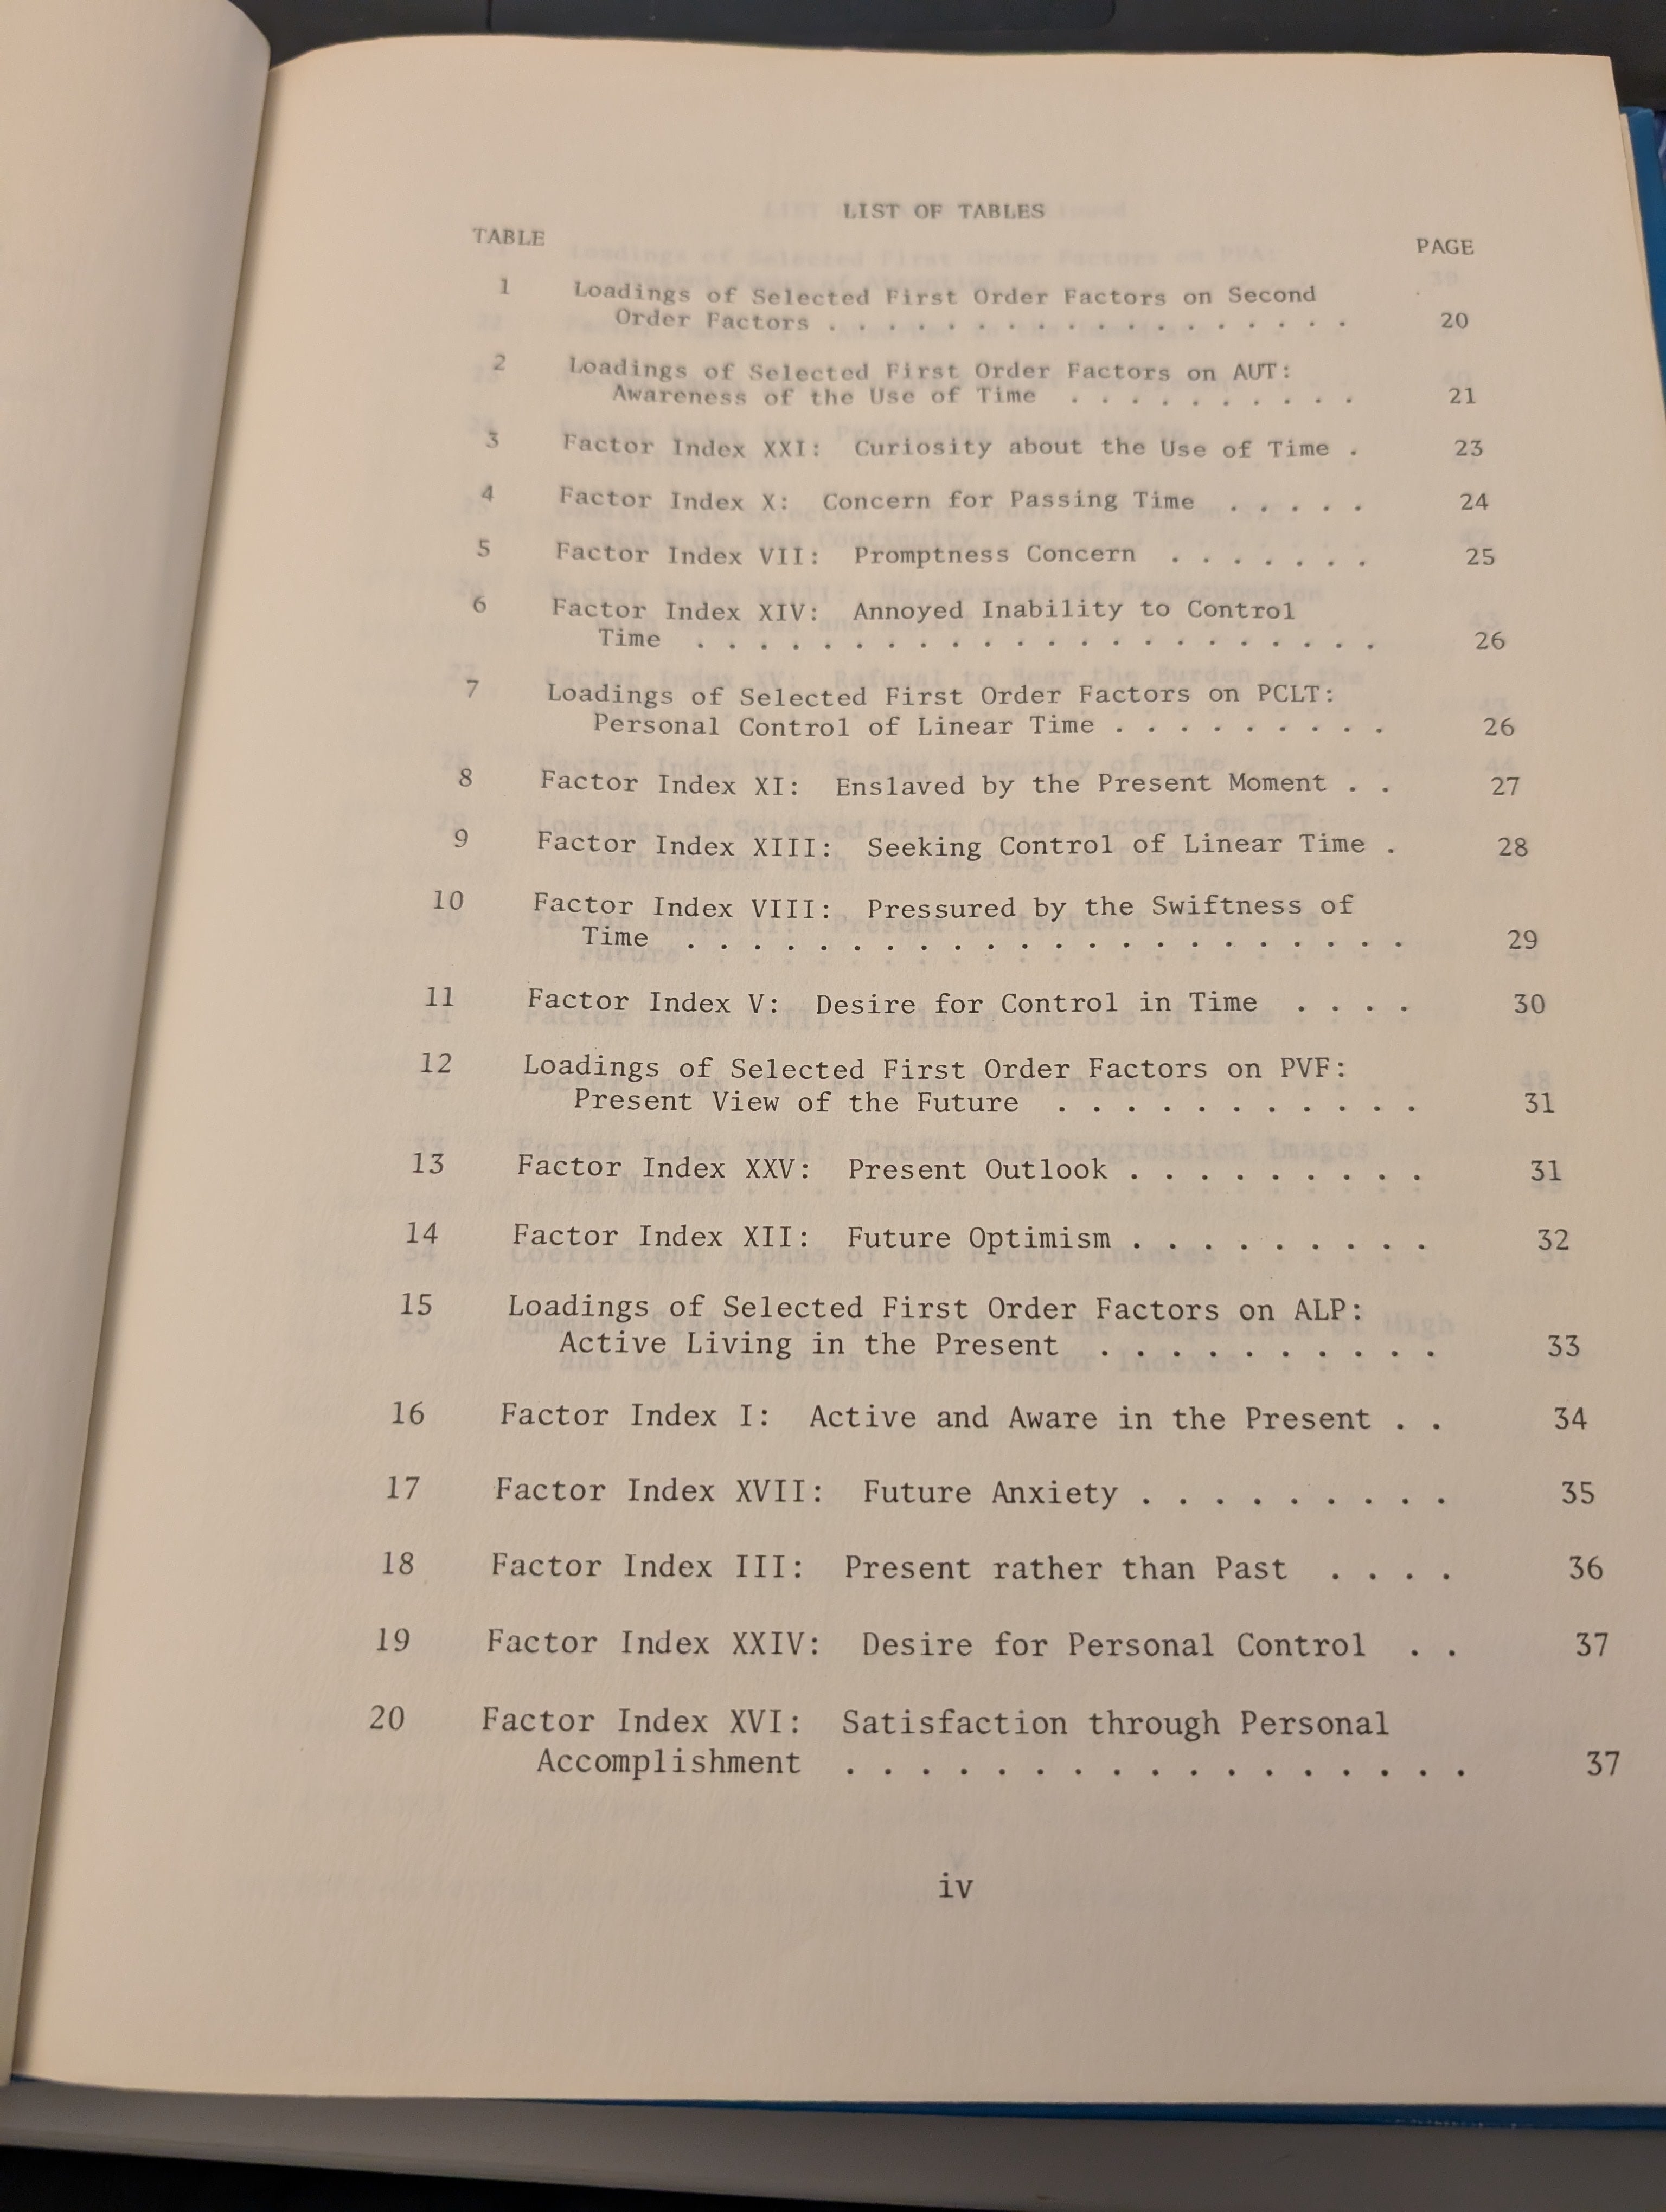 LIST OF TABLES
TABLE PAGE
1 Loadings of Selected First Order Factors on Second
Order Factors . . . . . . . . . . . . . . . . . . 20
2 Loadings of Selected First Order Factors on AUT:
Awareness of the Use of Time . . . . . . . . . . 21
3 Factor Index XXI: Curiosity about the Use of Time . 23
4 Factor Index X: Concern for Passing Time . . . . . 24
5 Factor Index VII: Promptness Concern . . . . . . . 25
6 Factor Index XIV: Annoyed Inability to Control
Time . . . . . . . . . . . . . . . . . . . . . . 26
7 Loadings of Selected First Order Factors on PCLT:
Personal Control of Linear Time . . . . . . . . . 26
8 Factor Index XI: Enslaved by the Present Moment . . 27
9 Factor Index XIII: Seeking Control of Linear Time . 28
10 Factor Index VIII: Pressured by the Swiftness of
Time . . . . . . . . . . . . . . . . . . . . . . 29
11 Factor Index V: Desire for Control in Time . . . . 30
12 Loadings of Selected First Order Factors on PVF:
Present View of the Future . . . . . . . . . . . 31
13 Factor Index XXV: Present Outlook . . . . . . . . . 31
14 Factor Index XII: Future Optimism . . . . . . . . . 32
15 Loadings of Selected First Order Factors on ALP:
Active Living in the Present . . . . . . . . . . 33
16 Factor Index I: Active and Aware in the Present . . 34
17 Factor Index XVII: Future Anxiety . . . . . . . . . 35
18 Factor Index III: Present rather than Past . . . . 36
19 Factor Index XXIV: Desire for Personal Control . . 37
20 Factor Index XVI: Satisfaction through Personal
Accomplishment . . . . . . . . . . . . . . . . . 37
iv